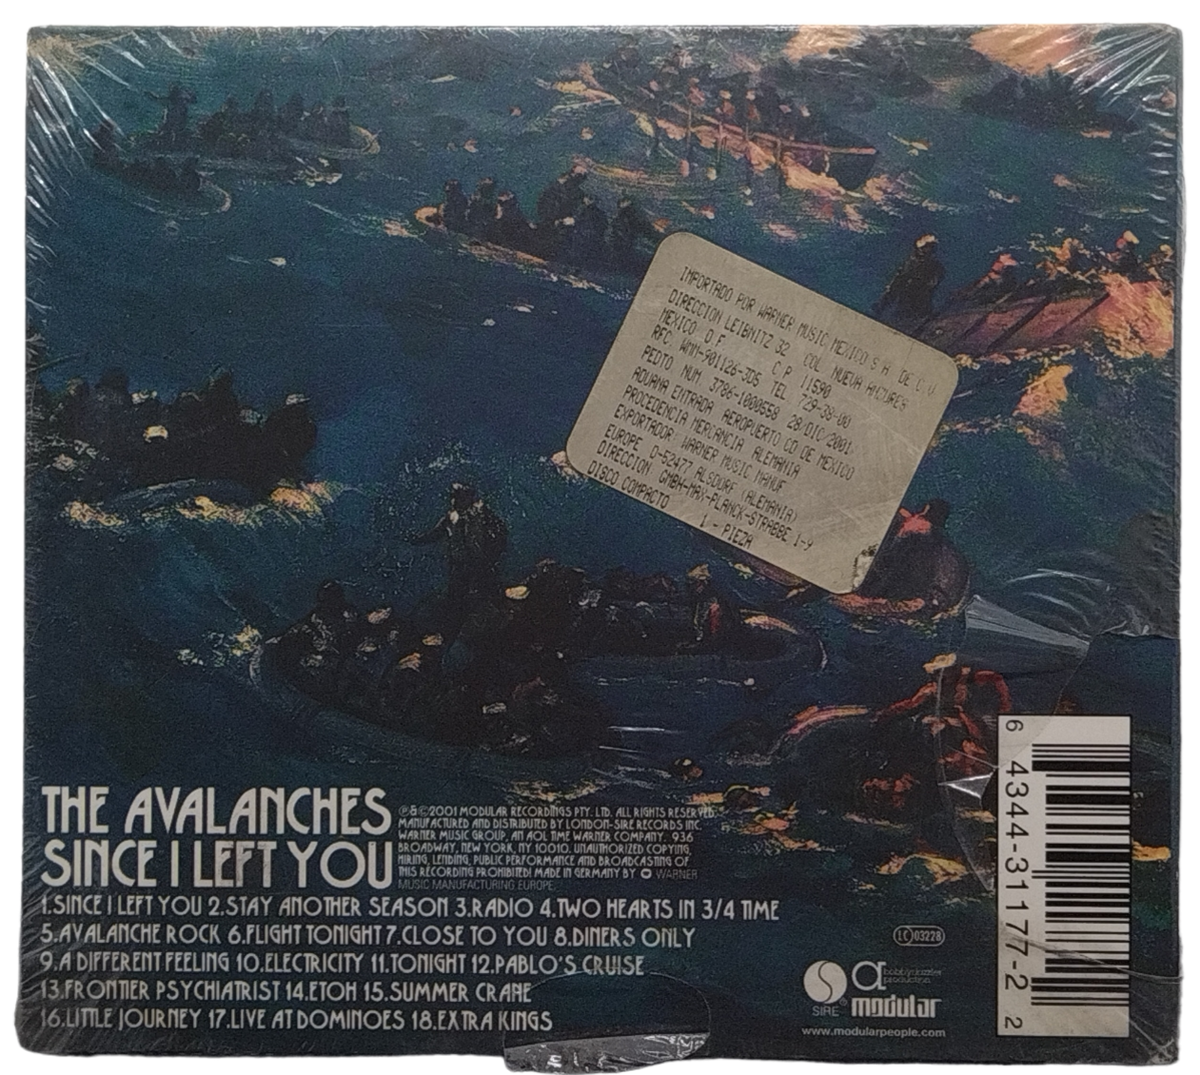 IMPORTADO POR WARNER MUSIC MEXICO S.A. DE C.V
DIRECCION LEIBNITZ 32 COL NUEVA ANZURES
MEXICO D F C.P. 11590
RFC WMM-901126-3D5 TEL 729-38-00
PEDTO NUM 3786-1000658 28/DIC/2001
ADUANA ENTRADA AEROPUERTO CD DE MEXICO
PROCEDENCIA MERCANCIA ALEMANIA
EXPORTADOR WARNER MUSIC MANUF
EUROPE D-52477 ALSDORF (ALEMANIA)
DIRECCION GMBH-MAX-PLANCK-STRABBE 1-9
DISCO COMPACTO 1 - PIEZA
THE AVALANCHES
SINCE I LEFT YOU
℗&©2001 MODULAR RECORDINGS PTY. LTD. ALL RIGHTS RESERVED.
MANUFACTURED AND DISTRIBUTED BY LONDON-SIRE RECORDS INC.
WARNER MUSIC GROUP, AN AOL TIME WARNER COMPANY. 936
BROADWAY, NEW YORK, NY 10010. UNAUTHORIZED COPYING,
HIRING, LENDING, PUBLIC PERFORMANCE AND BROADCASTING OF
THIS RECORDING PROHIBITED! MADE IN GERMANY BY WARNER
MUSIC MANUFACTURING EUROPE.
1.SINCE I LEFT YOU 2.STAY ANOTHER SEASON 3.RADIO 4.TWO HEARTS IN 3/4 TIME
5.AVALANCHE ROCK 6.FLIGHT TONIGHT 7.CLOSE TO YOU 8.DINERS ONLY
9.A DIFFERENT FEELING 10.ELECTRICITY 11.TONIGHT 12.PABLO'S CRUISE
13.FRONTIER PSYCHIATRIST 14.ETOH 15.SUMMER CRANE
16.LITTLE JOURNEY 17.LIVE AT DOMINOES 18.EXTRA KINGS
LC 03228
bobbydazzler
production
SIRE®
modular
www.modularpeople.com
6 4344-31177-2 2